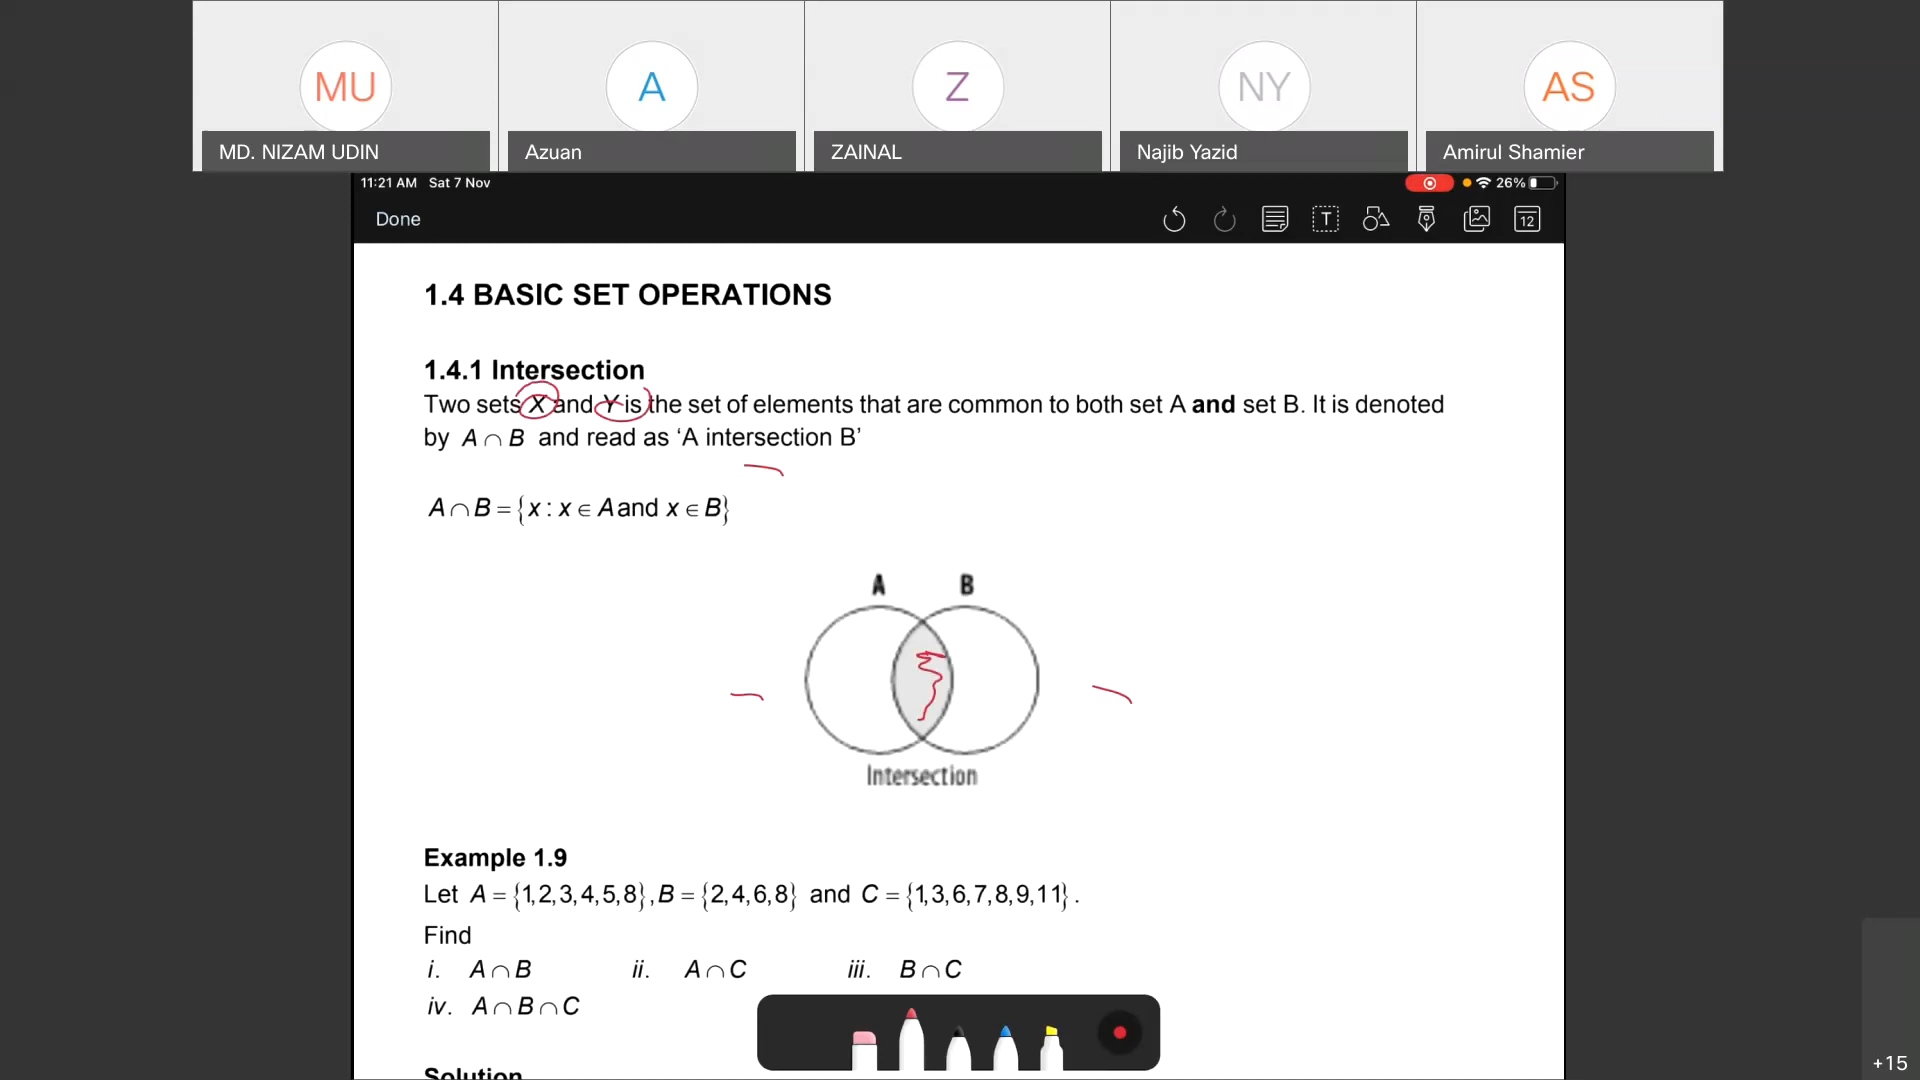 MU A Z NY AS
MD. NIZAM UDIN Azuan ZAINAL Najib Yazid Amirul Shamier
11:21 AM Sat 7 Nov 26%
Done T 12
1.4 BASIC SET OPERATIONS
1.4.1 Intersection
Two sets X and Y is the set of elements that are common to both set A and set B. It is denoted
by A ∩ B and read as ‘A intersection B’
A ∩ B = {x : x ∈ A and x ∈ B}
A B
Intersection
Example 1.9
Let A = {1,2,3,4,5,8}, B = {2,4,6,8} and C = {1,3,6,7,8,9,11}.
Find
i. A ∩ B ii. A ∩ C iii. B ∩ C
iv. A ∩ B ∩ C
Solution
+15